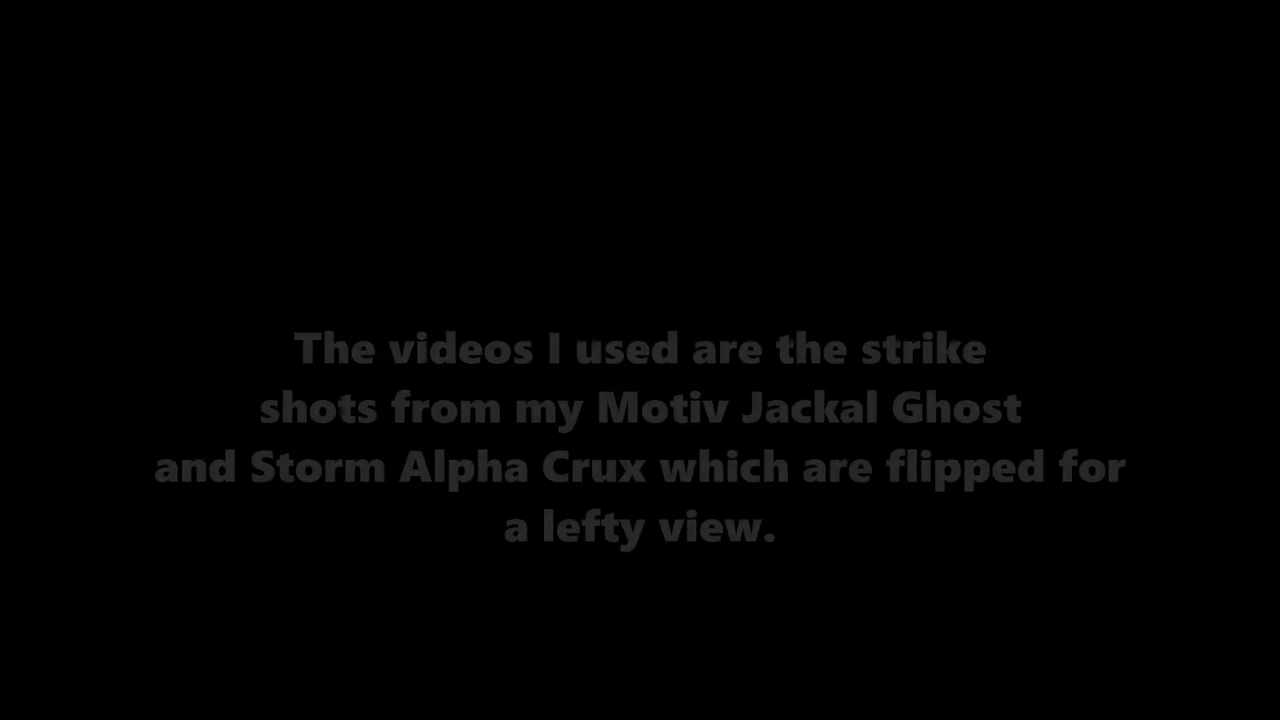 The videos I used are the strike
shots from my Motiv Jackal Ghost
and Storm Alpha Crux which are flipped for
a lefty view.